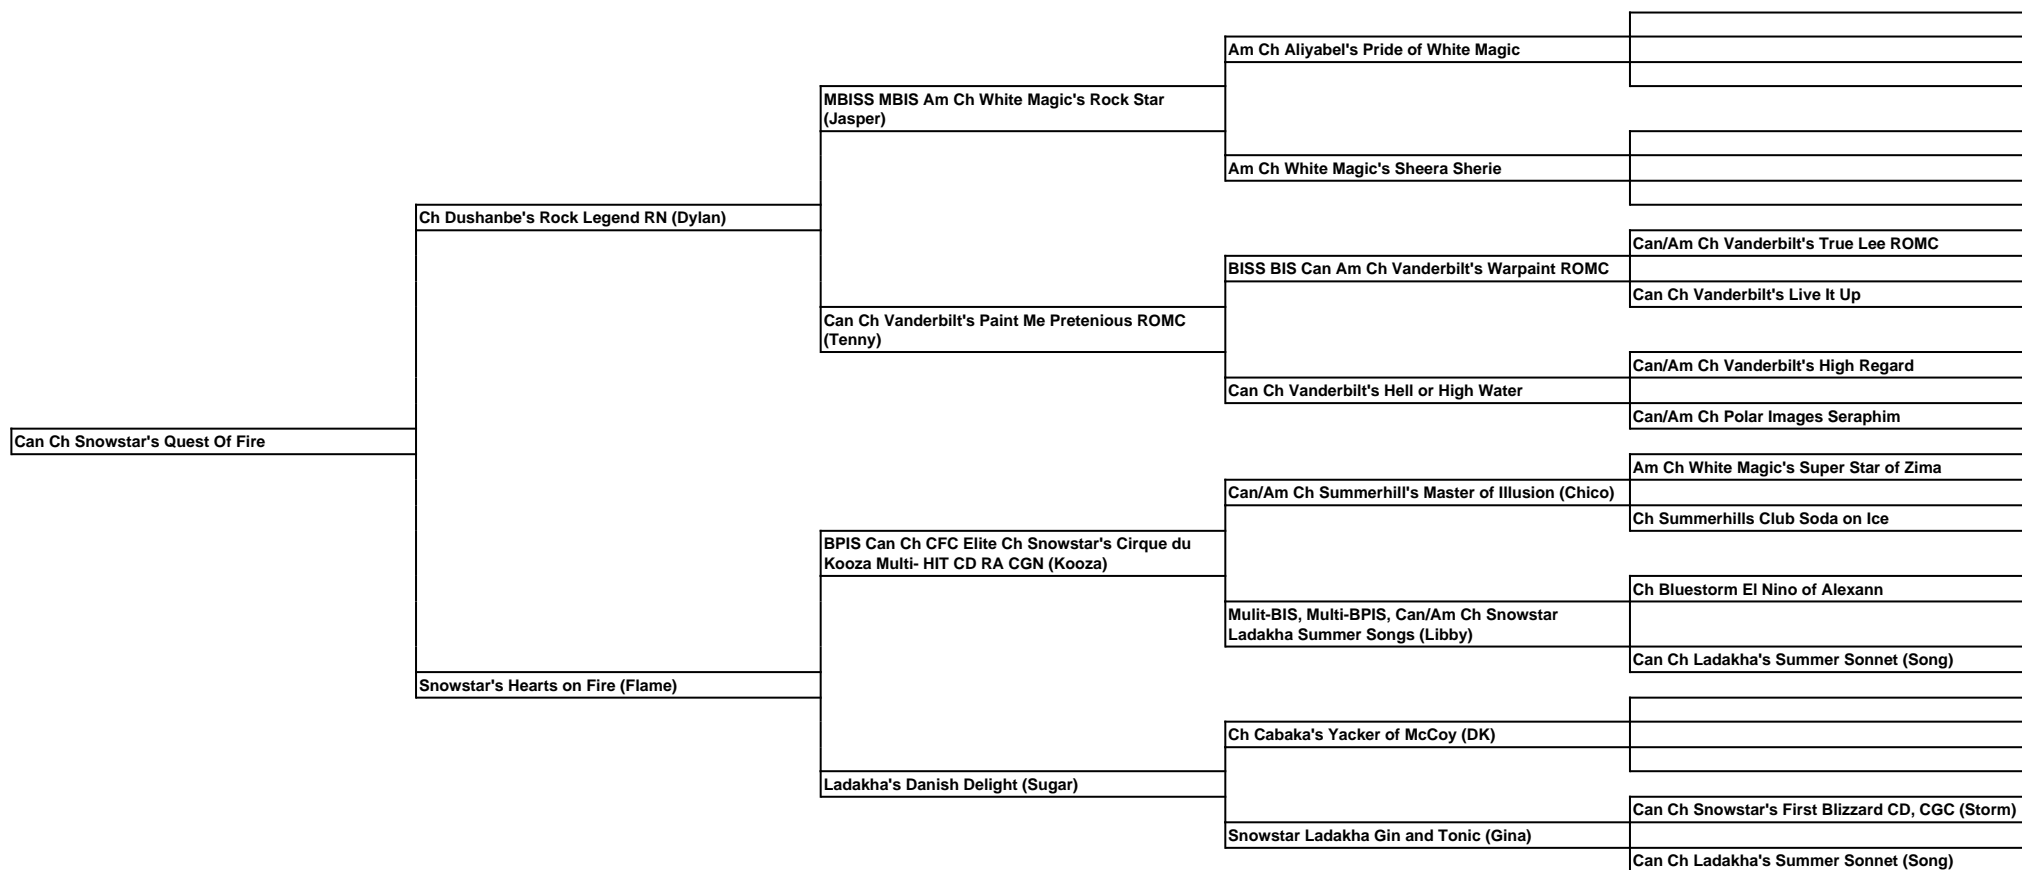 Am Ch Aliyabel's Pride of White Magic
MBISS MBIS Am Ch White Magic's Rock Star
(Jasper)
Am Ch White Magic's Sheera Sherie
Ch Dushanbe's Rock Legend RN (Dylan)
Can/Am Ch Vanderbilt's True Lee ROMC
BISS BIS Can Am Ch Vanderbilt's Warpaint ROMC
Can Ch Vanderbilt's Live It Up
Can Ch Vanderbilt's Paint Me Pretenious ROMC
(Tenny)
Can/Am Ch Vanderbilt's High Regard
Can Ch Vanderbilt's Hell or High Water
Can/Am Ch Polar Images Seraphim
Can Ch Snowstar's Quest Of Fire
Am Ch White Magic's Super Star of Zima
Can/Am Ch Summerhill's Master of Illusion (Chico)
Ch Summerhills Club Soda on Ice
BPIS Can Ch CFC Elite Ch Snowstar's Cirque du
Kooza Multi- HIT CD RA CGN (Kooza)
Ch Bluestorm El Nino of Alexann
Mulit-BIS, Multi-BPIS, Can/Am Ch Snowstar
Ladakha Summer Songs (Libby)
Can Ch Ladakha's Summer Sonnet (Song)
Snowstar's Hearts on Fire (Flame)
Ch Cabaka's Yacker of McCoy (DK)
Ladakha's Danish Delight (Sugar)
Can Ch Snowstar's First Blizzard CD, CGC (Storm)
Snowstar Ladakha Gin and Tonic (Gina)
Can Ch Ladakha's Summer Sonnet (Song)